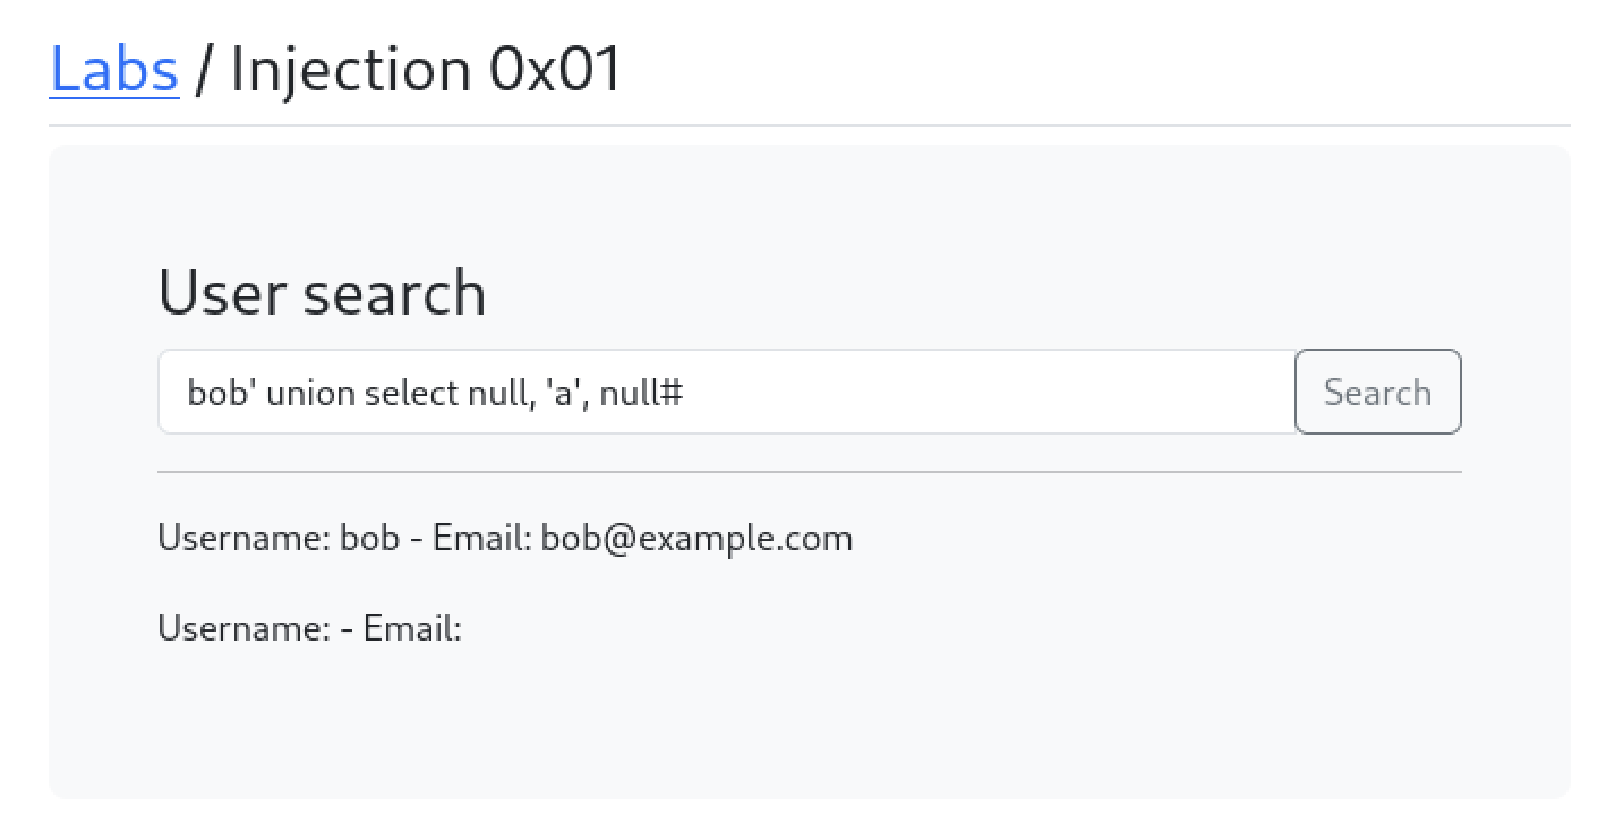 Labs / Injection 0x01
User search
bob' union select null, 'a', null#
Search
Username: bob - Email: bob@example.com
Username: - Email: